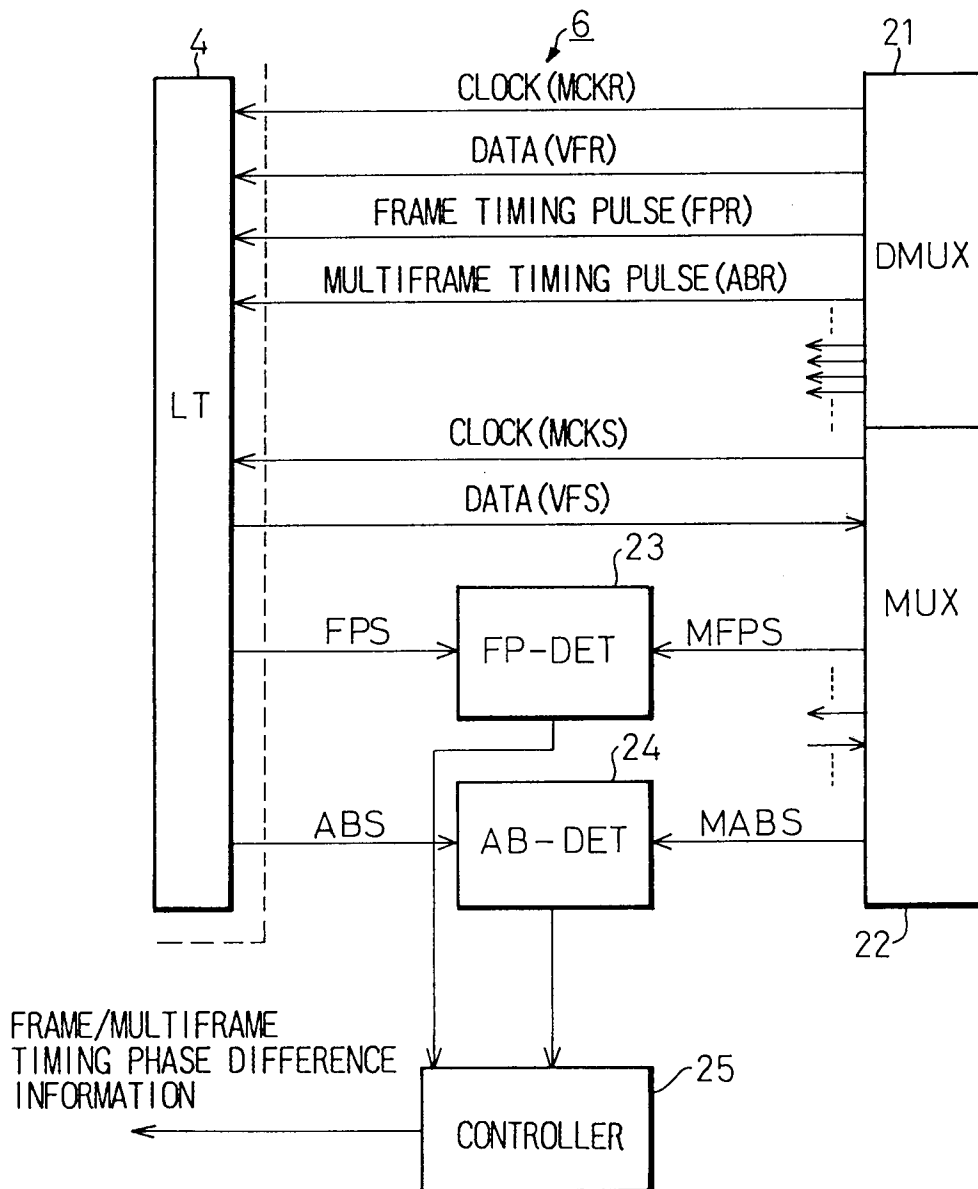 6
4
21
CLOCK(MCKR)
DATA(VFR)
FRAME TIMING PULSE(FPR)
DMUX
MULTIFRAME TIMING PULSE(ABR)
LT
CLOCK(MCKS)
DATA(VFS)
23
MUX
FPS
FP-DET
MFPS
24
ABS
AB-DET
MABS
22
FRAME/MULTIFRAME
TIMING PHASE DIFFERENCE
INFORMATION
25
CONTROLLER